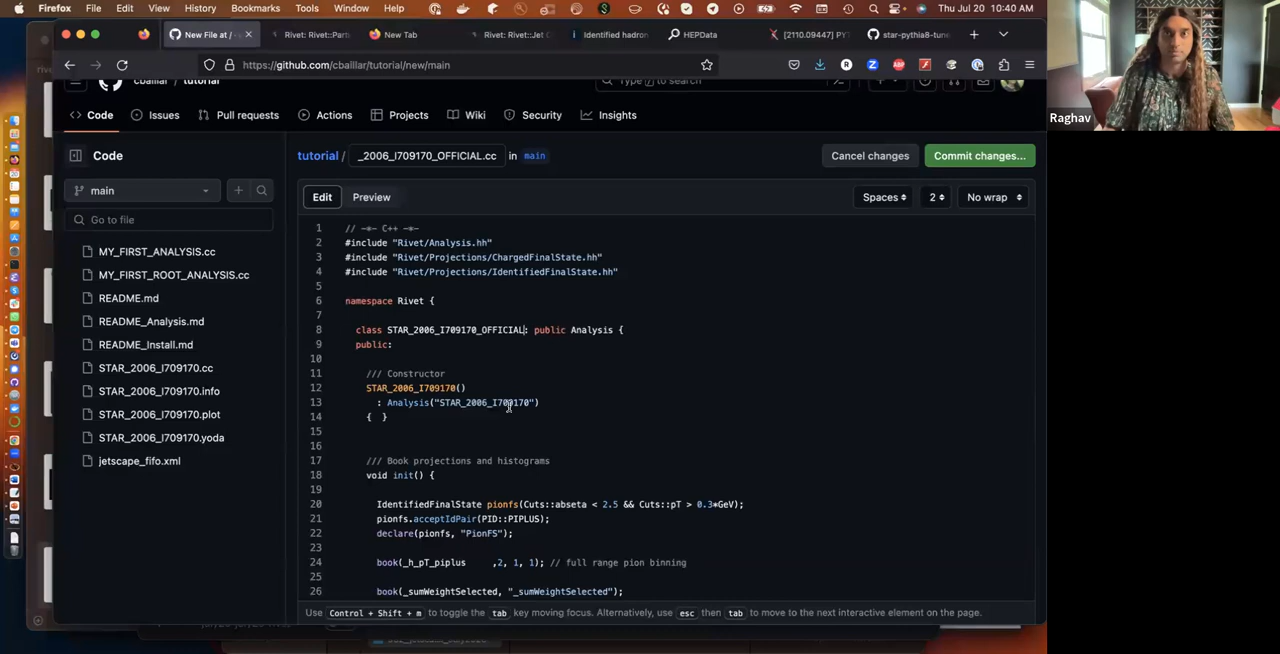 Firefox File Edit View History Bookmarks Tools Window Help
Thu Jul 20 10:40 AM
New File at / Rivet: Rivet::Part New Tab Rivet: Rivet::Jet C Identified hadron HEPData [2110.09447] PY star-pythia8-tune
https://github.com/cballlar/tutorial/new/main
cballlar / tutorial
Type / to search
Code Issues Pull requests Actions Projects Wiki Security Insights
Code
tutorial / _2006_I709170_OFFICIAL.cc in main
Cancel changes Commit changes...
main
Go to file
MY_FIRST_ANALYSIS.cc
MY_FIRST_ROOT_ANALYSIS.cc
README.md
README_Analysis.md
README_Install.md
STAR_2006_I709170.cc
STAR_2006_I709170.info
STAR_2006_I709170.plot
STAR_2006_I709170.yoda
jetscape_fifo.xml
Edit Preview Spaces 2 No wrap
1 // -*- C++ -*-
2 #include "Rivet/Analysis.hh"
3 #include "Rivet/Projections/ChargedFinalState.hh"
4 #include "Rivet/Projections/IdentifiedFinalState.hh"
5
6 namespace Rivet {
7
8 class STAR_2006_I709170_OFFICIAL: public Analysis {
9 public:
10
11 /// Constructor
12 STAR_2006_I709170()
13 : Analysis("STAR_2006_I709170")
14 { }
15
16
17 /// Book projections and histograms
18 void init() {
19
20 IdentifiedFinalState pionfs(Cuts::abseta < 2.5 && Cuts::pT > 0.3*GeV);
21 pionfs.acceptIdPair(PID::PIPLUS);
22 declare(pionfs, "PionFS");
23
24 book(_h_pT_piplus ,2, 1, 1); // full range pion binning
25
26 book(_sumWeightSelected, "_sumWeightSelected");
Use Control + Shift + m to toggle the tab key moving focus. Alternatively, use esc then tab to move to the next interactive element on the page.
Raghav